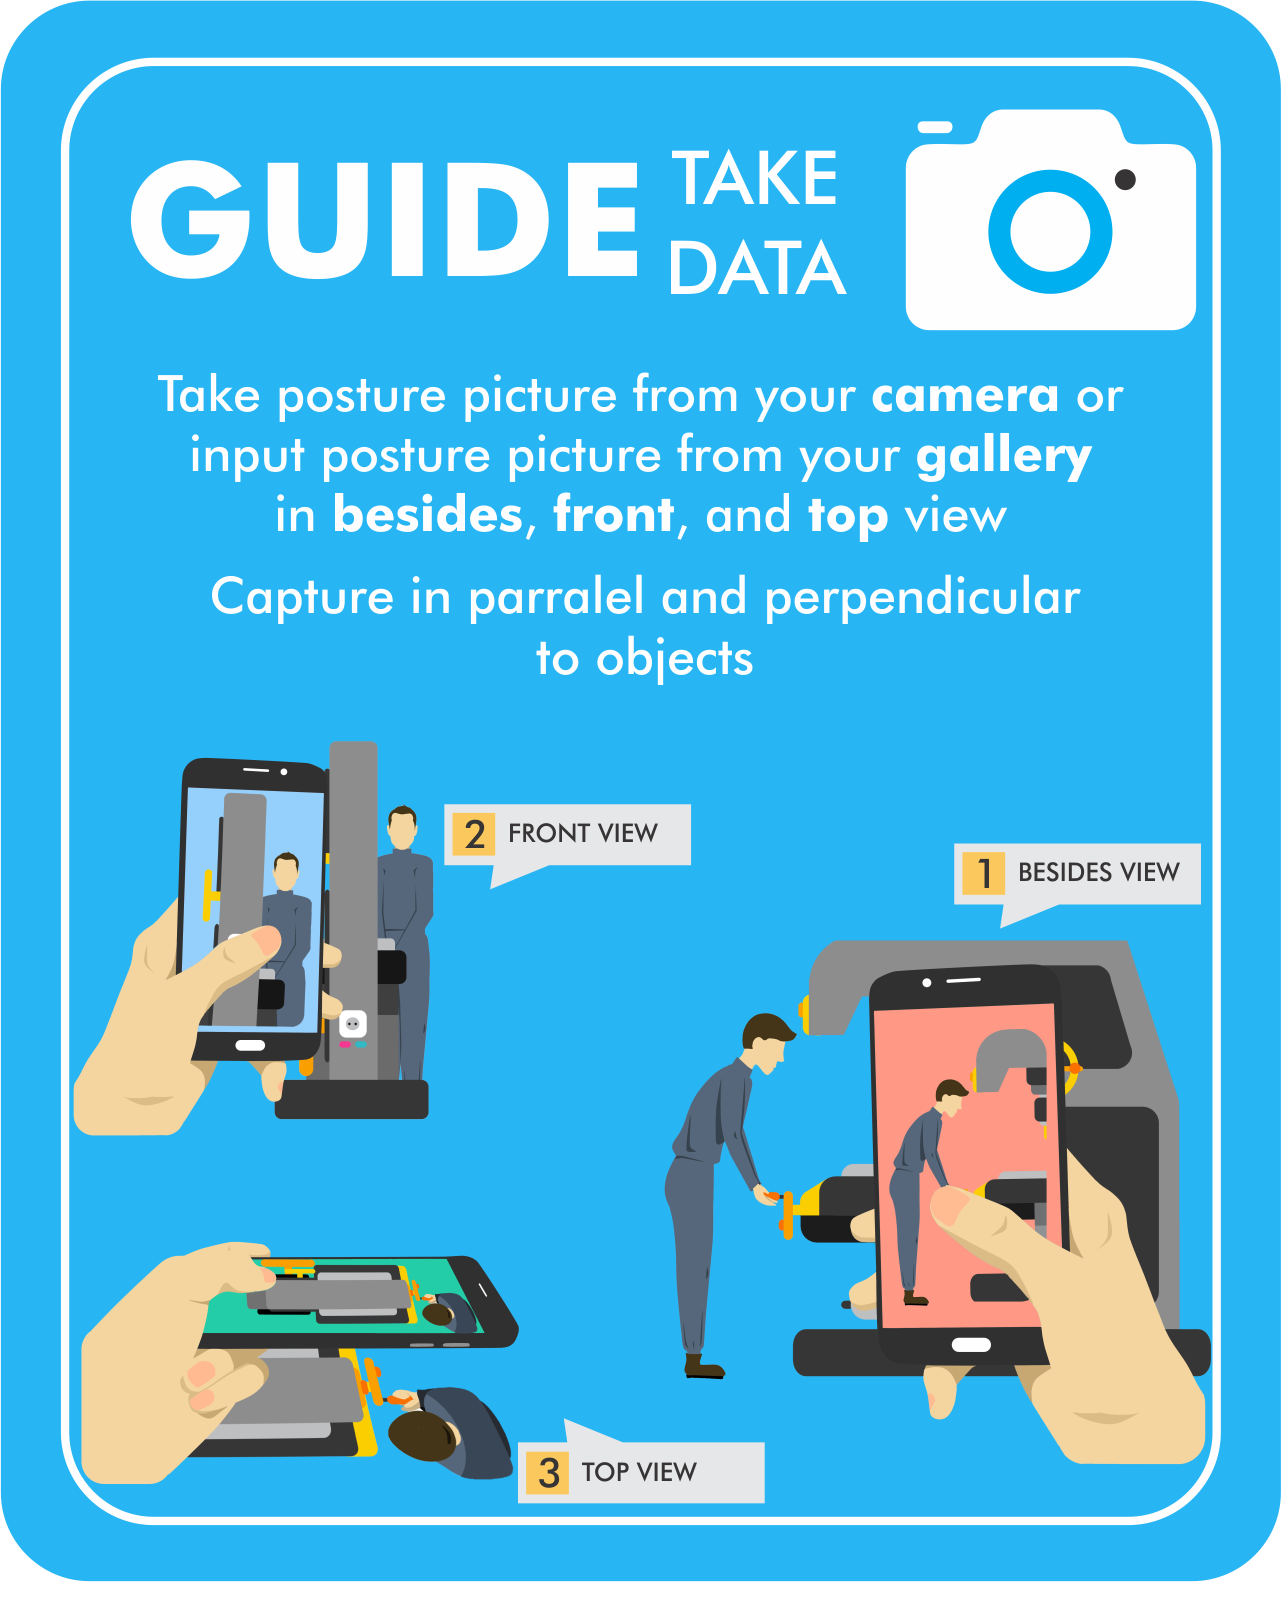 GUIDE
TAKE
DATA
Take posture picture from your camera or
input posture picture from your gallery
in besides, front, and top view
Capture in parralel and perpendicular
to objects
2 FRONT VIEW
1 BESIDES VIEW
3 TOP VIEW